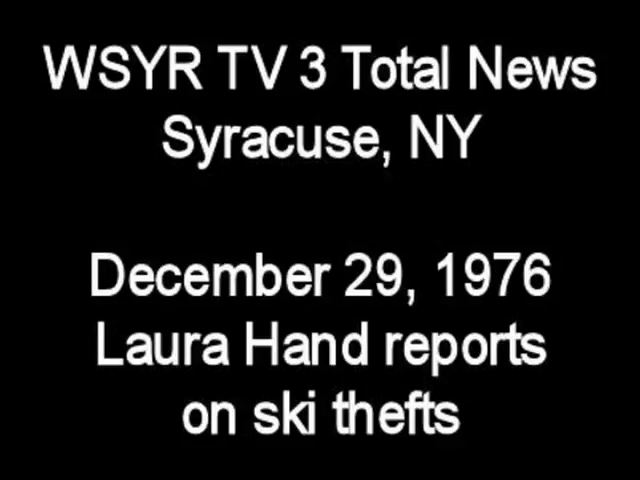 WSYR TV 3 Total News
Syracuse, NY
December 29, 1976
Laura Hand reports
on ski thefts